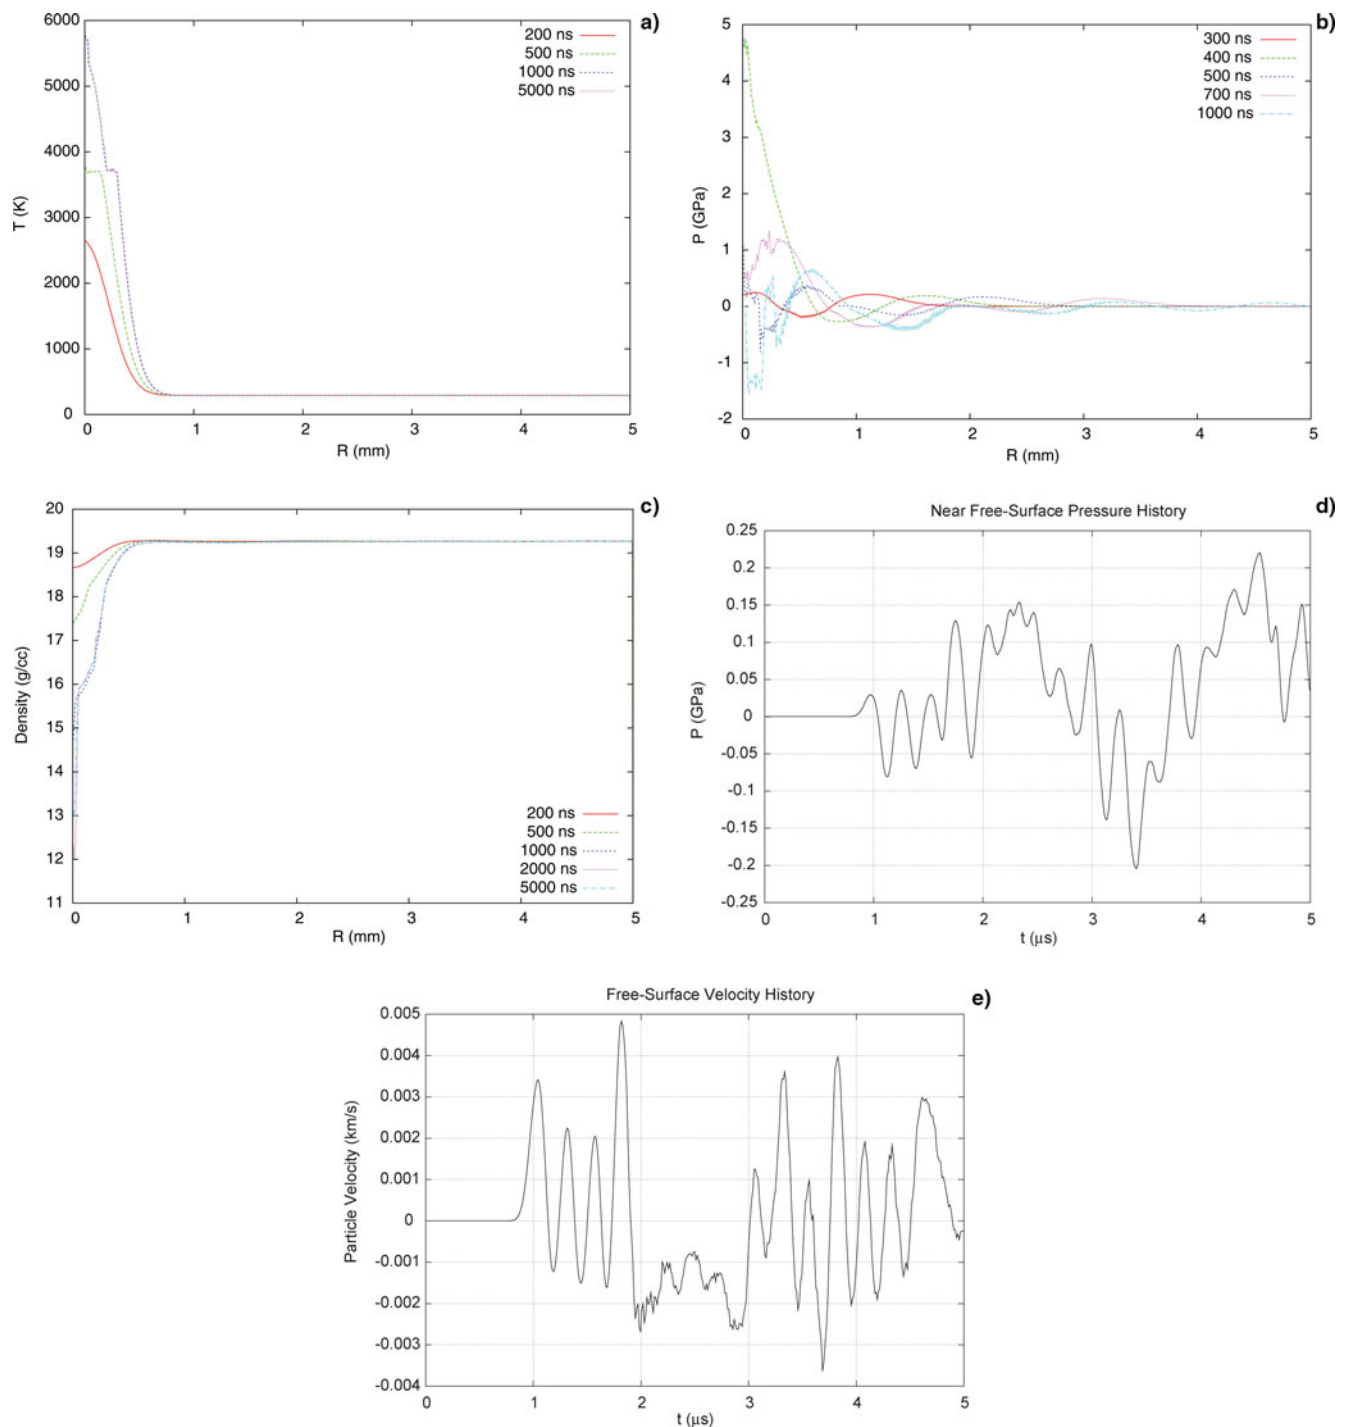 a)
6000
5000
4000
3000
2000
1000
0
T (K)
200 ns
500 ns
1000 ns
5000 ns
0 1 2 3 4 5
R (mm)
b)
5
4
3
2
1
0
-1
-2
P (GPa)
300 ns
400 ns
500 ns
700 ns
1000 ns
0 1 2 3 4 5
R (mm)
c)
20
19
18
17
16
15
14
13
12
11
Density (g/cc)
200 ns
500 ns
1000 ns
2000 ns
5000 ns
0 1 2 3 4 5
R (mm)
Near Free-Surface Pressure History
d)
0.25
0.2
0.15
0.1
0.05
0
-0.05
-0.1
-0.15
-0.2
-0.25
P (GPa)
0 1 2 3 4 5
t (μs)
Free-Surface Velocity History
e)
0.005
0.004
0.003
0.002
0.001
0
-0.001
-0.002
-0.003
-0.004
Particle Velocity (km/s)
0 1 2 3 4 5
t (μs)